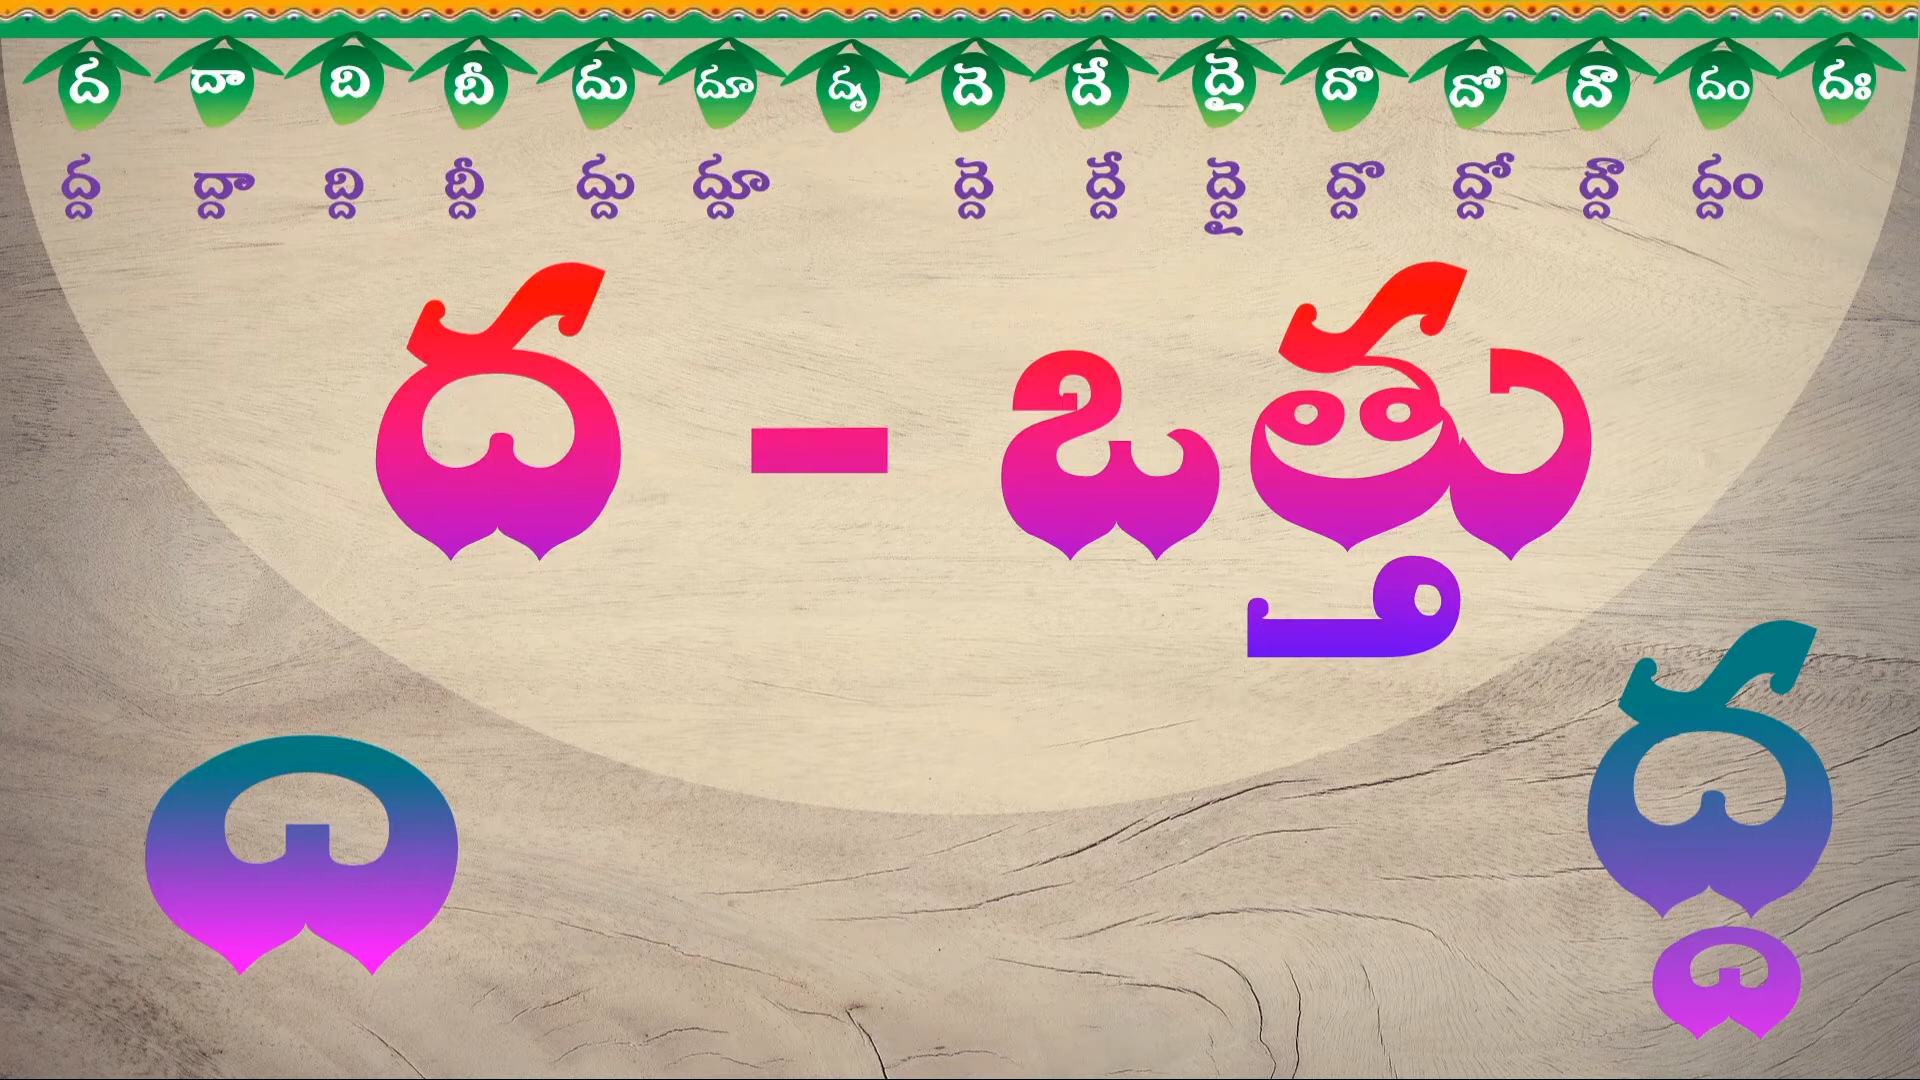 ద దా ది దీ దు దూ దృ దె దే దై దొ దో దౌ దం దః
ద్ద ద్దా ద్ది ద్దీ ద్దు ద్దూ ద్దె ద్దే ద్దై ద్దొ ద్దో ద్దౌ ద్దం
ద - ఒత్తు
్ద ద్ద